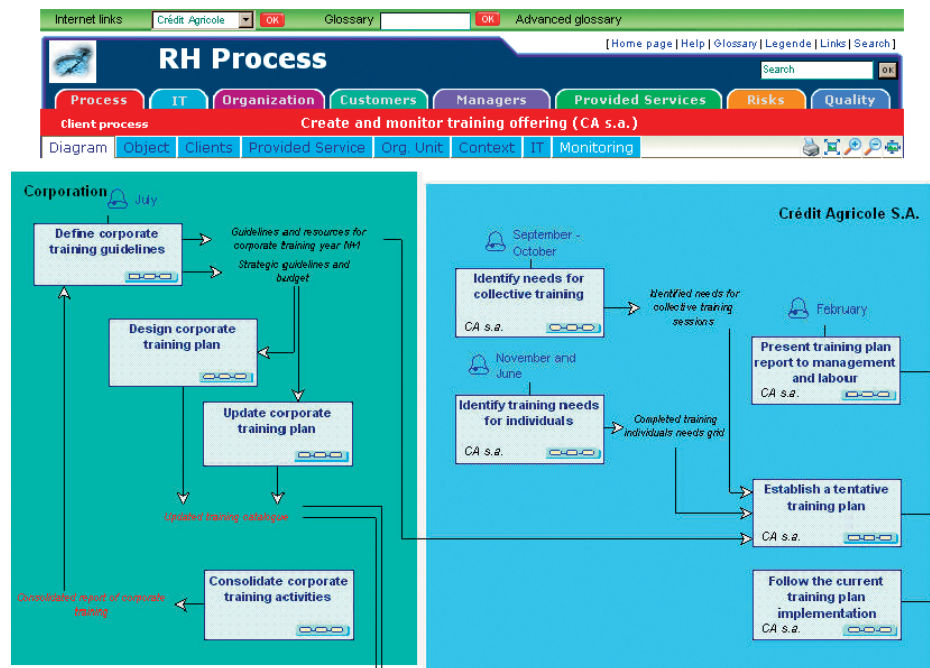 Internet links Crédit Agricole OK Glossary OK Advanced glossary
[Home page | Help | Glossary | Legende | Links | Search]
RH Process
Search OK
Process IT Organization Customers Managers Provided Services Risks Quality
Client process Create and monitor training offering (CA s.a.)
Diagram Object Clients Provided Service Org. Unit Context IT Monitoring
Corporation
July
Define corporate
training guidelines
Guidelines and resources for
corporate training year N+1
Strategic guidelines and
budget
Design corporate
training plan
Update corporate
training plan
Updated training catalogue
Consolidate corporate
training activities
Consolidated report of corporate
training
Crédit Agricole S.A.
September -
October
Identify needs for
collective training
CA s.a.
Identified needs for
collective training
sessions
November and
June
Identify training needs
for individuals
CA s.a.
Completed training
individuals needs grid
February
Present training plan
report to management
and labour
CA s.a.
Establish a tentative
training plan
CA s.a.
Follow the current
training plan
implementation
CA s.a.